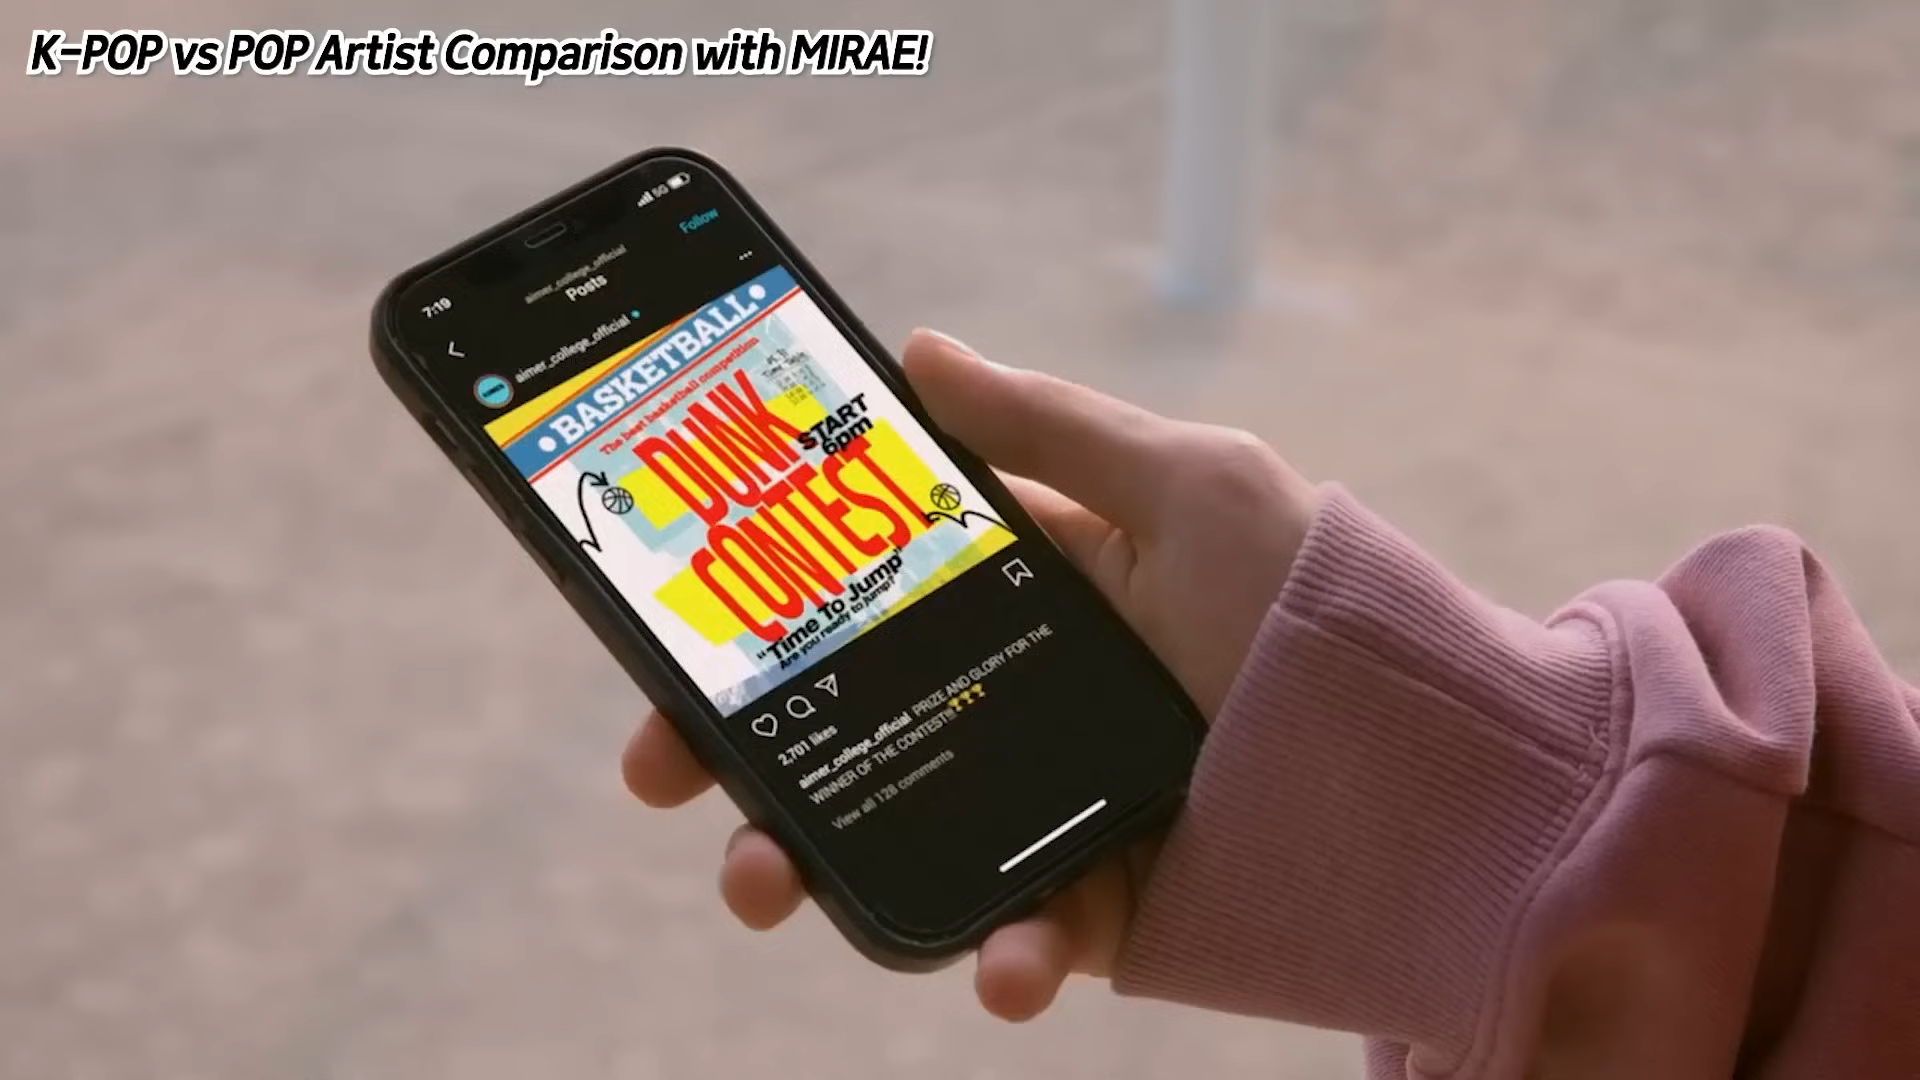 K-POP vs POP Artist Comparison with MIRAE!
5G
7:19
aimer_college_official
Posts
Follow
aimer_college_official
BASKETBALL
The best basketball competition
DUNK
START
6pm
CONTEST
"Time To Jump"
Are you ready to jump?
2,701 likes
aimer_college_official PRIZE AND GLORY FOR THE
WINNER OF THE CONTEST!!!🏆🏆🏆
View all 128 comments